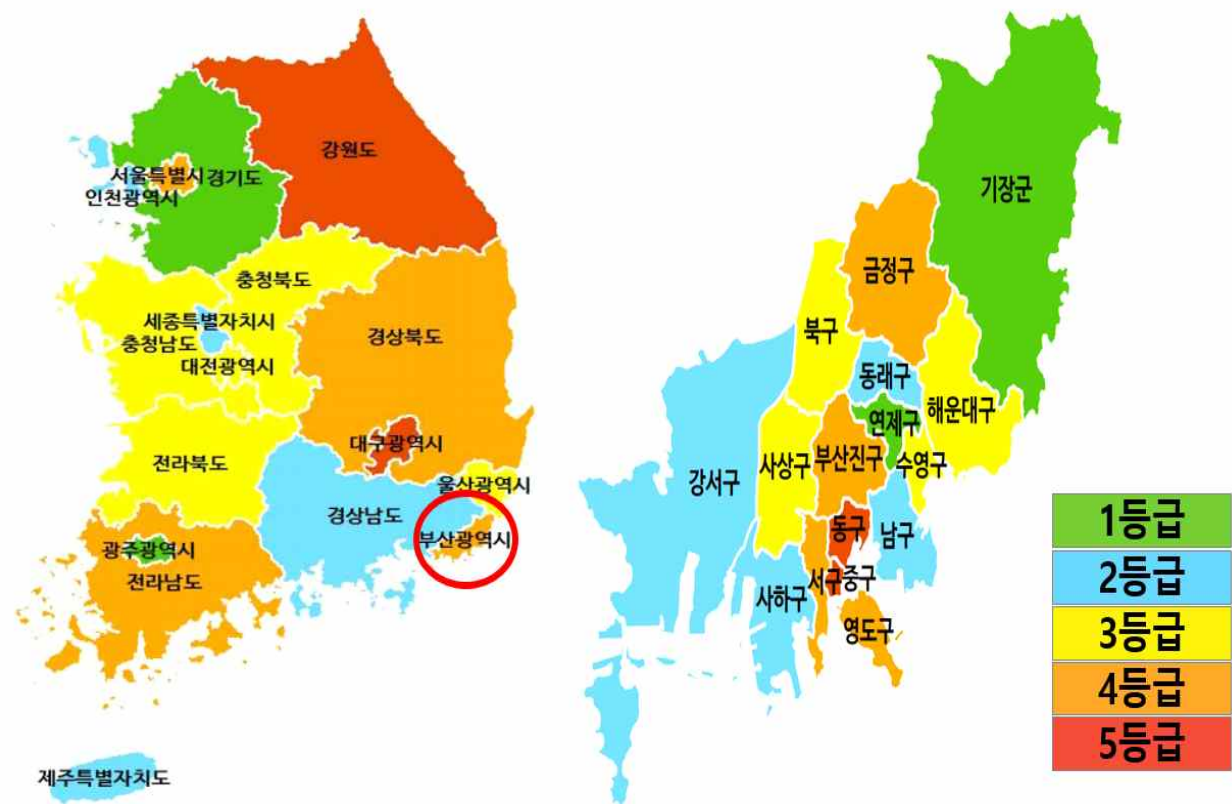 강원도
서울특별시
경기도
인천광역시
충청북도
세종특별자치시
충청남도
경상북도
대전광역시
대구광역시
전라북도
울산광역시
경상남도
부산광역시
광주광역시
전라남도
제주특별자치도
기장군
금정구
북구
동래구
해운대구
연제구
사상구
부산진구
수영구
강서구
동구
남구
서구
중구
사하구
영도구
1등급
2등급
3등급
4등급
5등급